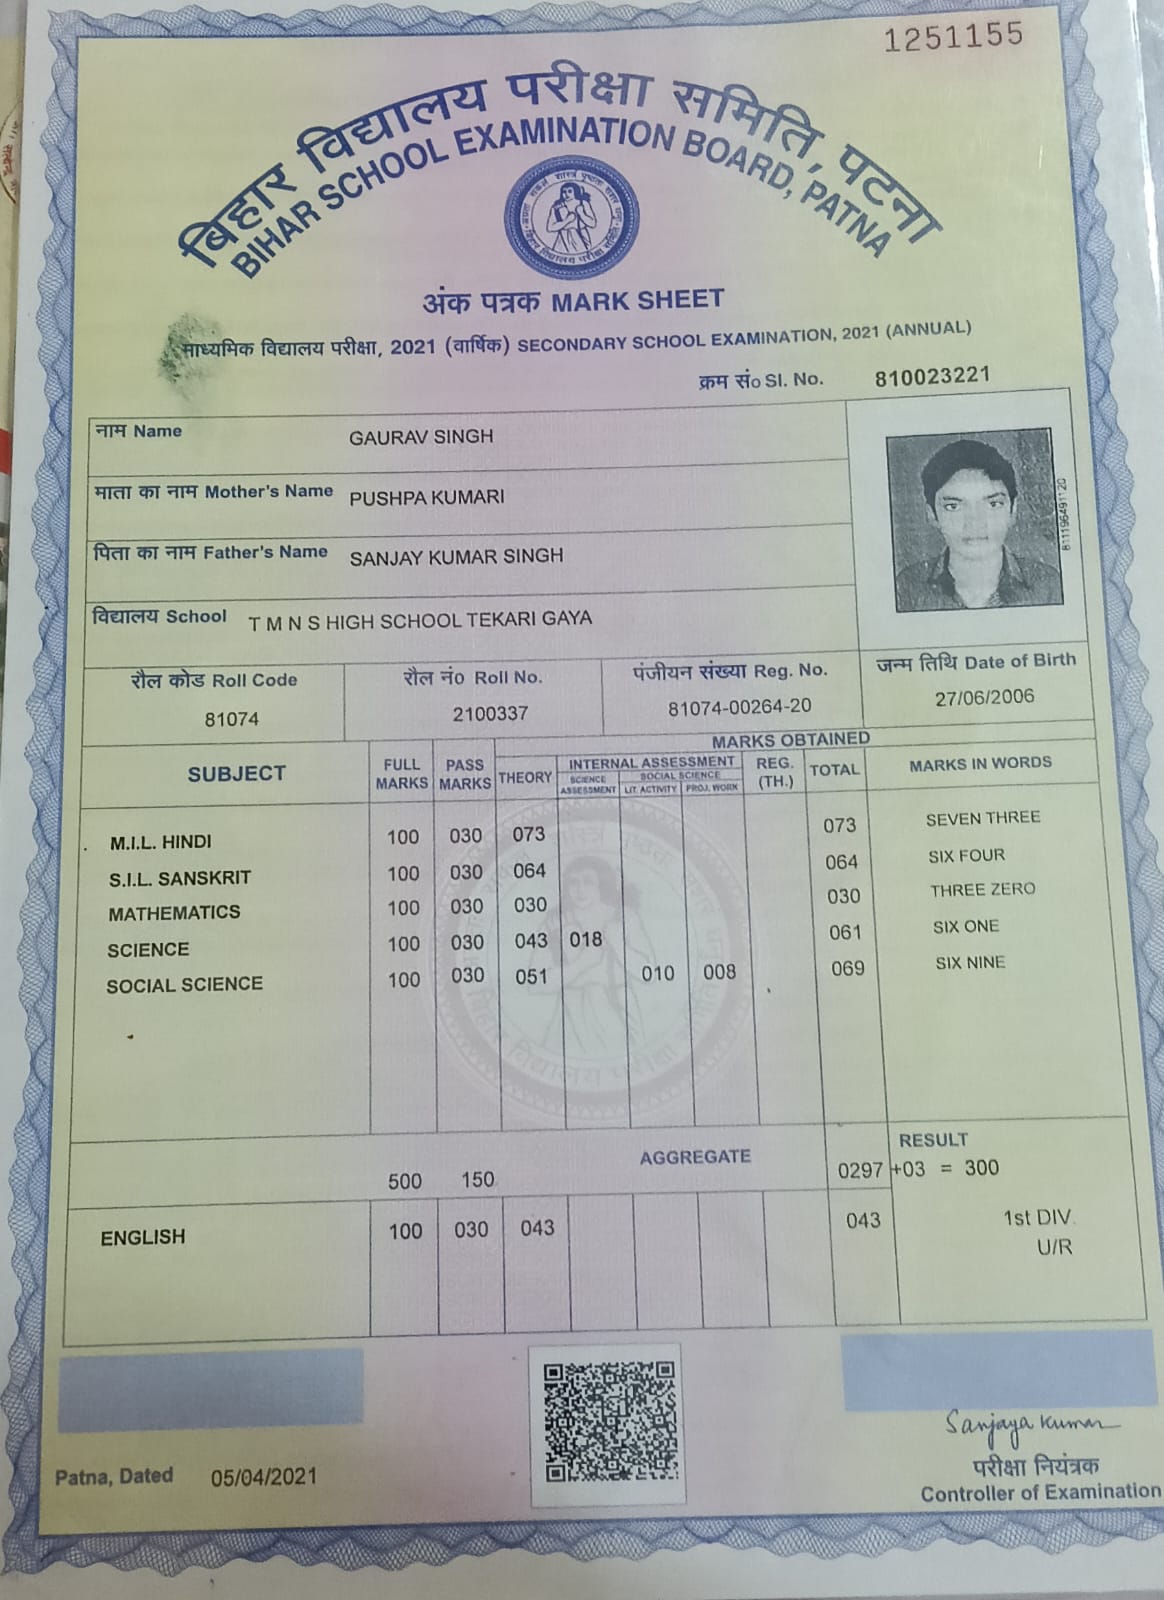 1251155
बिहार विद्यालय परीक्षा समिति, पटना
BIHAR SCHOOL EXAMINATION BOARD, PATNA
अंक पत्रक MARK SHEET
माध्यमिक विद्यालय परीक्षा, 2021 (वार्षिक) SECONDARY SCHOOL EXAMINATION, 2021 (ANNUAL)
क्रम सं० Sl. No. 810023221
नाम Name GAURAV SINGH
माता का नाम Mother's Name PUSHPA KUMARI
पिता का नाम Father's Name SANJAY KUMAR SINGH
811196491120
विद्यालय School T M N S HIGH SCHOOL TEKARI GAYA
रौल कोड Roll Code रौल नं० Roll No. पंजीयन संख्या Reg. No. जन्म तिथि Date of Birth
81074 2100337 81074-00264-20 27/06/2006
MARKS OBTAINED
SUBJECT FULL MARKS PASS MARKS THEORY INTERNAL ASSESSMENT REG. (TH.) TOTAL MARKS IN WORDS
SCIENCE ASSESSMENT SOCIAL SCIENCE LIT. ACTIVITY PROJ. WORK
M.I.L. HINDI 100 030 073 073 SEVEN THREE
S.I.L. SANSKRIT 100 030 064 064 SIX FOUR
MATHEMATICS 100 030 030 030 THREE ZERO
SCIENCE 100 030 043 018 061 SIX ONE
SOCIAL SCIENCE 100 030 051 010 008 069 SIX NINE
AGGREGATE RESULT
500 150 0297 +03 = 300
ENGLISH 100 030 043 043 1st DIV.
U/R
Sanjaya Kumar
परीक्षा नियंत्रक
Patna, Dated 05/04/2021 Controller of Examination